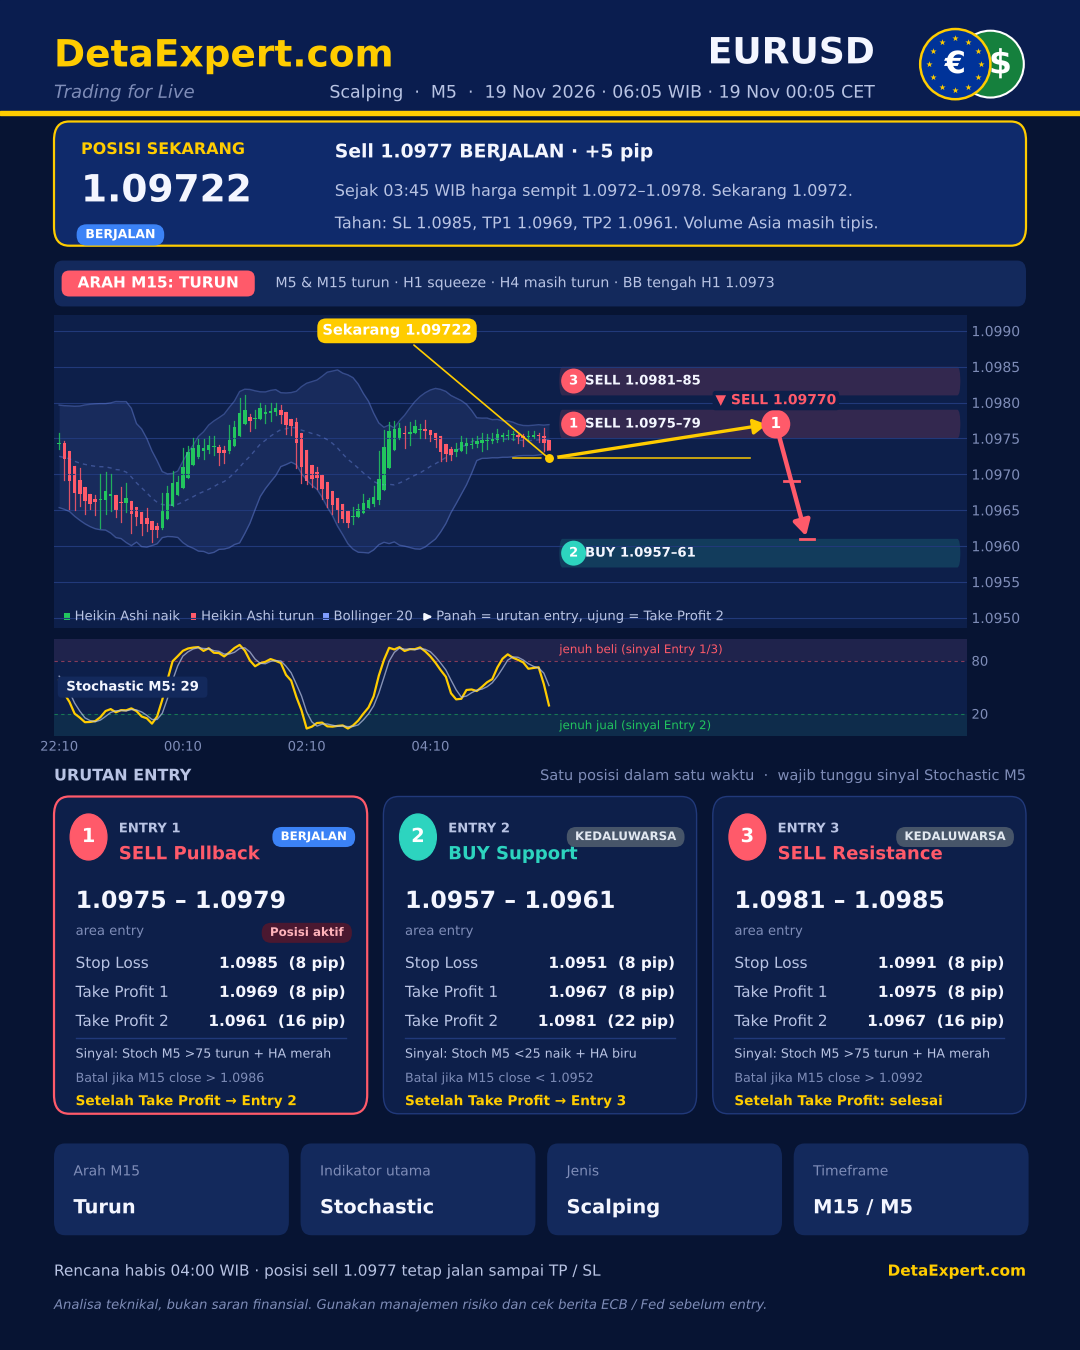 DetaExpert.com
EURUSD
€ $
Trading for Live
Scalping · M5 · 19 Nov 2026 · 06:05 WIB · 19 Nov 00:05 CET
POSISI SEKARANG
Sell 1.0977 BERJALAN · +5 pip
1.09722
Sejak 03:45 WIB harga sempit 1.0972–1.0978. Sekarang 1.0972.
Tahan: SL 1.0985, TP1 1.0969, TP2 1.0961. Volume Asia masih tipis.
BERJALAN
ARAH M15: TURUN
M5 & M15 turun · H1 squeeze · H4 masih turun · BB tengah H1 1.0973
Sekarang 1.09722
1.0990
1.0985
3 SELL 1.0981–85
▼ SELL 1.09770
1.0980
1 SELL 1.0975–79
1
1.0975
1.0970
1.0965
1.0960
2 BUY 1.0957–61
1.0955
1.0950
Heikin Ashi naik Heikin Ashi turun Bollinger 20 Panah = urutan entry, ujung = Take Profit 2
jenuh beli (sinyal Entry 1/3)
80
Stochastic M5: 29
20
jenuh jual (sinyal Entry 2)
22:10 00:10 02:10 04:10
URUTAN ENTRY
Satu posisi dalam satu waktu · wajib tunggu sinyal Stochastic M5
1
ENTRY 1
BERJALAN
SELL Pullback
1.0975 – 1.0979
area entry
Posisi aktif
Stop Loss 1.0985 (8 pip)
Take Profit 1 1.0969 (8 pip)
Take Profit 2 1.0961 (16 pip)
Sinyal: Stoch M5 >75 turun + HA merah
Batal jika M15 close > 1.0986
Setelah Take Profit → Entry 2
2
ENTRY 2
KEDALUWARSA
BUY Support
1.0957 – 1.0961
area entry
Stop Loss 1.0951 (8 pip)
Take Profit 1 1.0967 (8 pip)
Take Profit 2 1.0981 (22 pip)
Sinyal: Stoch M5 <25 naik + HA biru
Batal jika M15 close < 1.0952
Setelah Take Profit → Entry 3
3
ENTRY 3
KEDALUWARSA
SELL Resistance
1.0981 – 1.0985
area entry
Stop Loss 1.0991 (8 pip)
Take Profit 1 1.0975 (8 pip)
Take Profit 2 1.0967 (16 pip)
Sinyal: Stoch M5 >75 turun + HA merah
Batal jika M15 close > 1.0992
Setelah Take Profit: selesai
Arah M15
Turun
Indikator utama
Stochastic
Jenis
Scalping
Timeframe
M15 / M5
Rencana habis 04:00 WIB · posisi sell 1.0977 tetap jalan sampai TP / SL
DetaExpert.com
Analisa teknikal, bukan saran finansial. Gunakan manajemen risiko dan cek berita ECB / Fed sebelum entry.